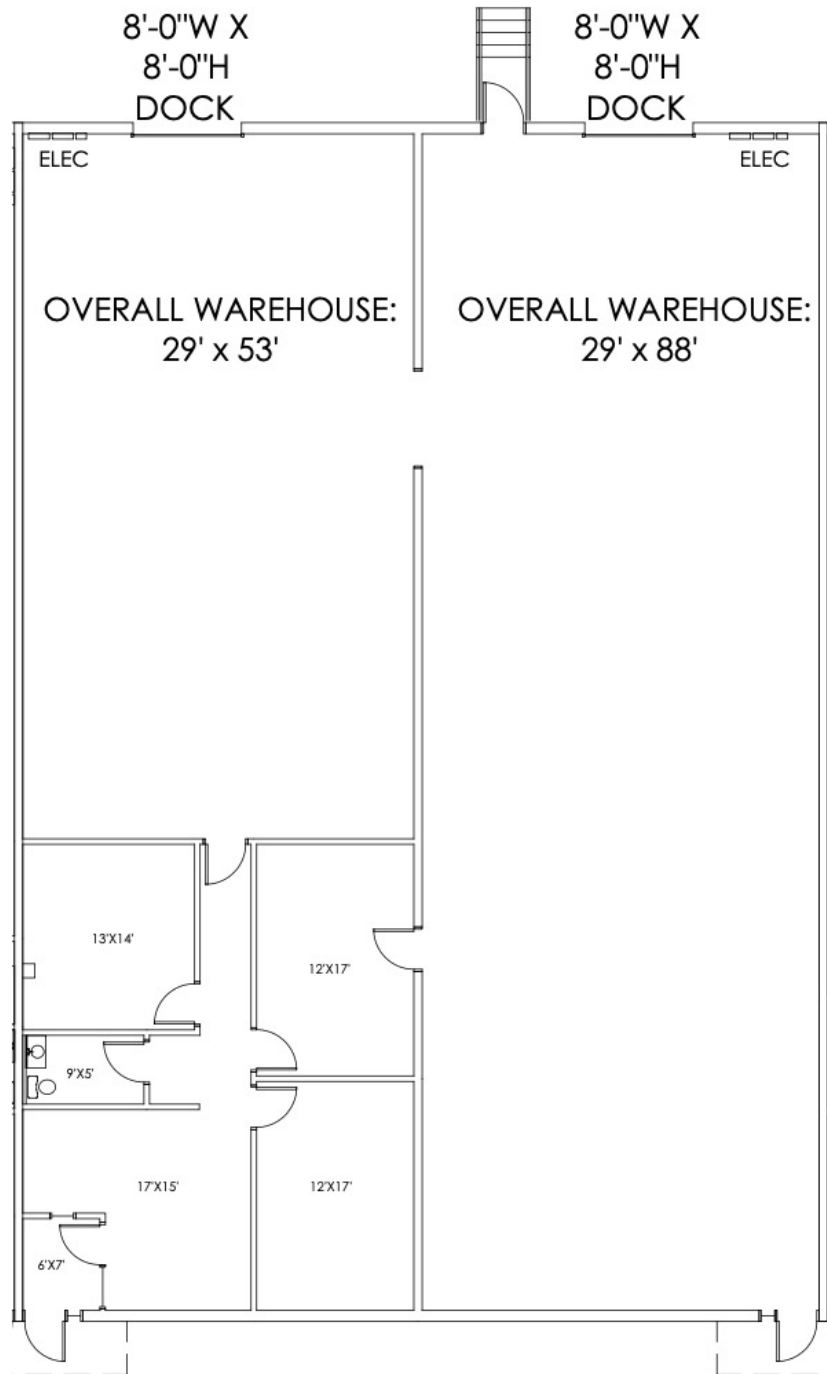 8'-0"W X
8'-0"H
DOCK
8'-0"W X
8'-0"H
DOCK
ELEC
ELEC
OVERALL WAREHOUSE:
29' x 53'
OVERALL WAREHOUSE:
29' x 88'
13'X14'
12'X17'
9'X5'
17'X15'
12'X17'
6'X7'